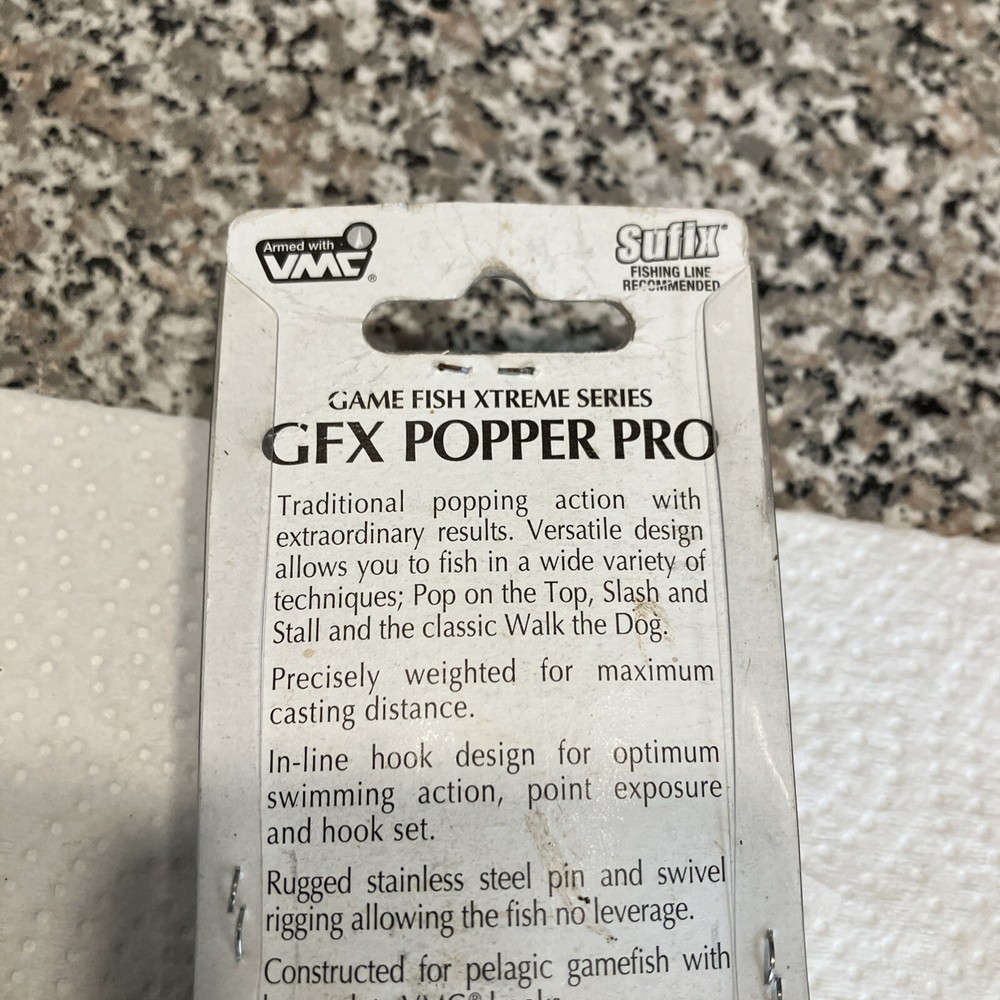 Armed with
VMC®
Sufix
FISHING LINE
RECOMMENDED
GAME FISH XTREME SERIES
GFX POPPER PRO
Traditional popping action with
extraordinary results. Versatile design
allows you to fish in a wide variety of
techniques; Pop on the Top, Slash and
Stall and the classic Walk the Dog.
Precisely weighted for maximum
casting distance.
In-line hook design for optimum
swimming action, point exposure
and hook set.
Rugged stainless steel pin and swivel
rigging allowing the fish no leverage.
Constructed for pelagic gamefish with
VMC®